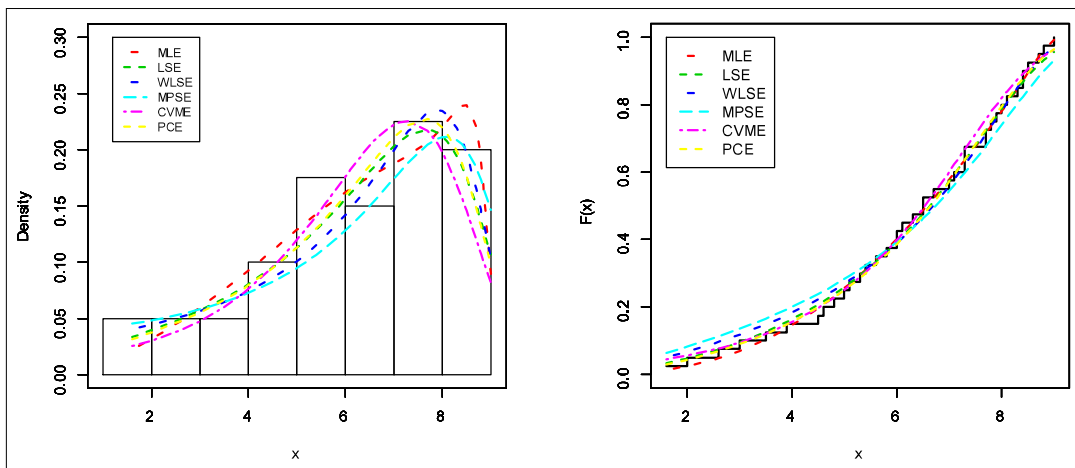 0.30
0.25
0.20
0.15
0.10
0.05
0.00
Density
MLE
LSE
WLSE
MPSE
CVME
PCE
2 4 6 8
x
1.0
0.8
0.6
0.4
0.2
0.0
F(x)
MLE
LSE
WLSE
MPSE
CVME
PCE
2 4 6 8
x